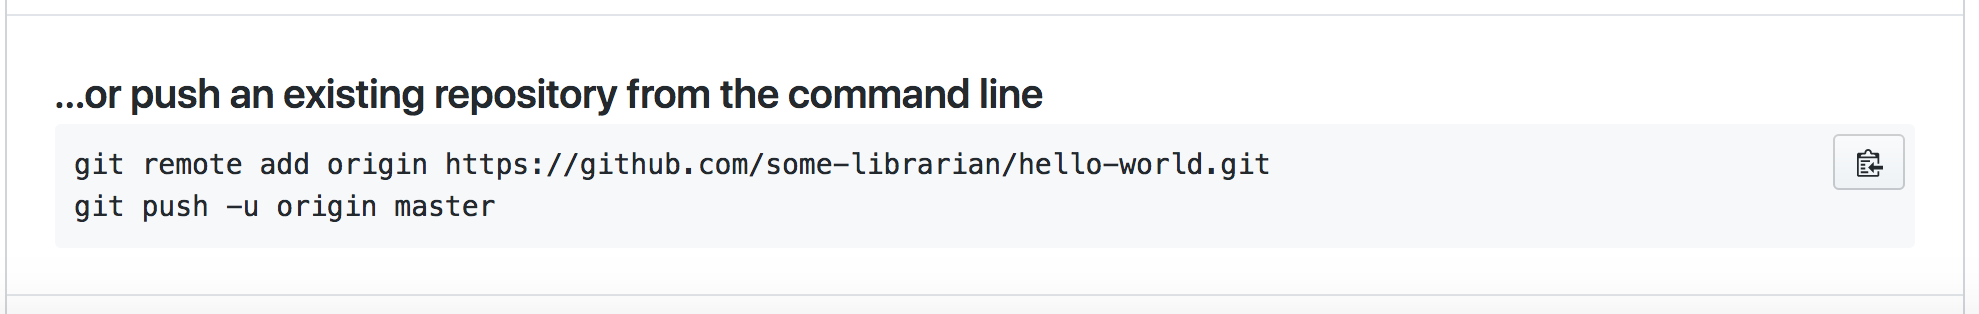 ...or push an existing repository from the command line
git remote add origin https://github.com/some-librarian/hello-world.git
git push -u origin master